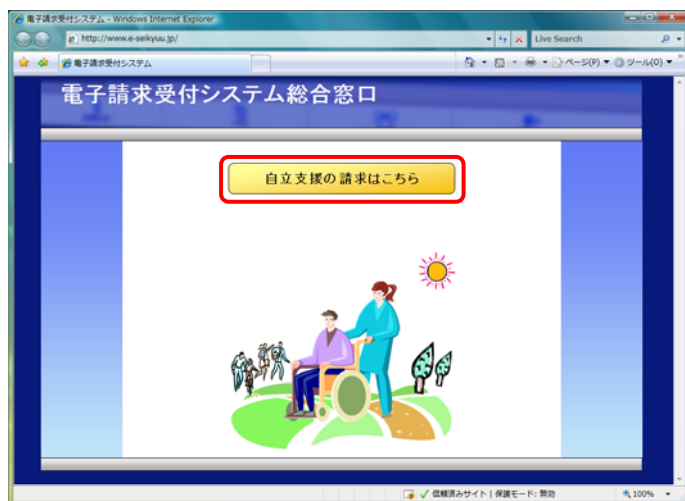 電子請求受付システム - Windows Internet Explorer
http://www.e-seikyuu.jp/
Live Search
電子請求受付システム
ページ(P)
ツール(O)
電子請求受付システム総合窓口
自立支援の請求はこちら
信頼済みサイト | 保護モード: 無効
100%